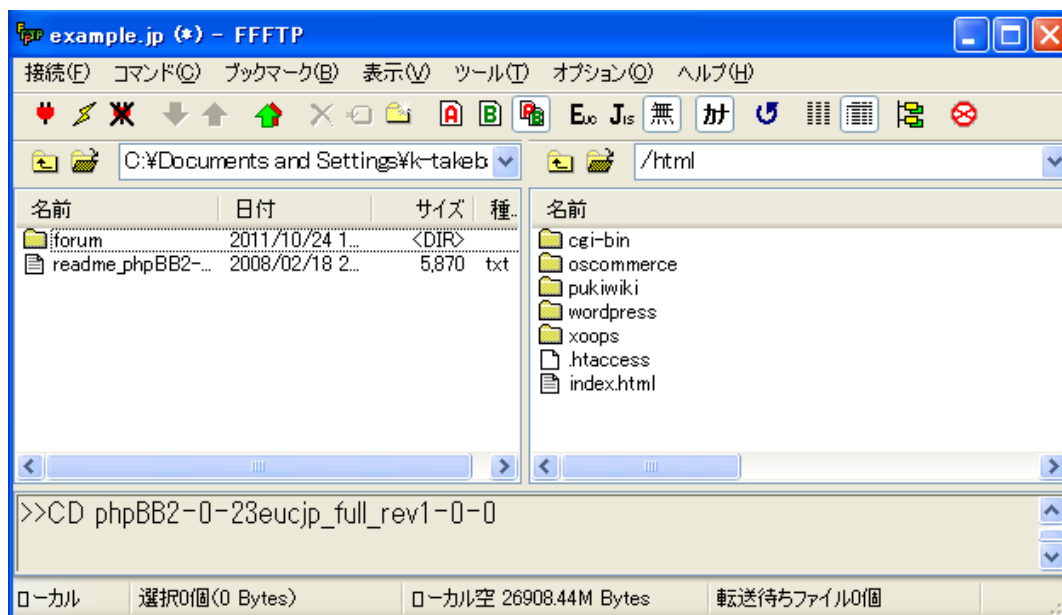 example.jp (*) - FFFTP
接続(F) コマンド(C) ブックマーク(B) 表示(V) ツール(T) オプション(O) ヘルプ(H)
A B Euc JIS 無 カナ
C:¥Documents and Settings¥k-takeb /html
名前 日付 サイズ 種.. 名前
forum 2011/10/24 1... <DIR> cgi-bin
readme_phpBB2-... 2008/02/18 2... 5,870 txt oscommerce
pukiwiki
wordpress
xoops
.htaccess
index.html
>>CD phpBB2-0-23eucjp_full_rev1-0-0
ローカル 選択0個(0 Bytes) ローカル空 26908.44M Bytes 転送待ちファイル0個